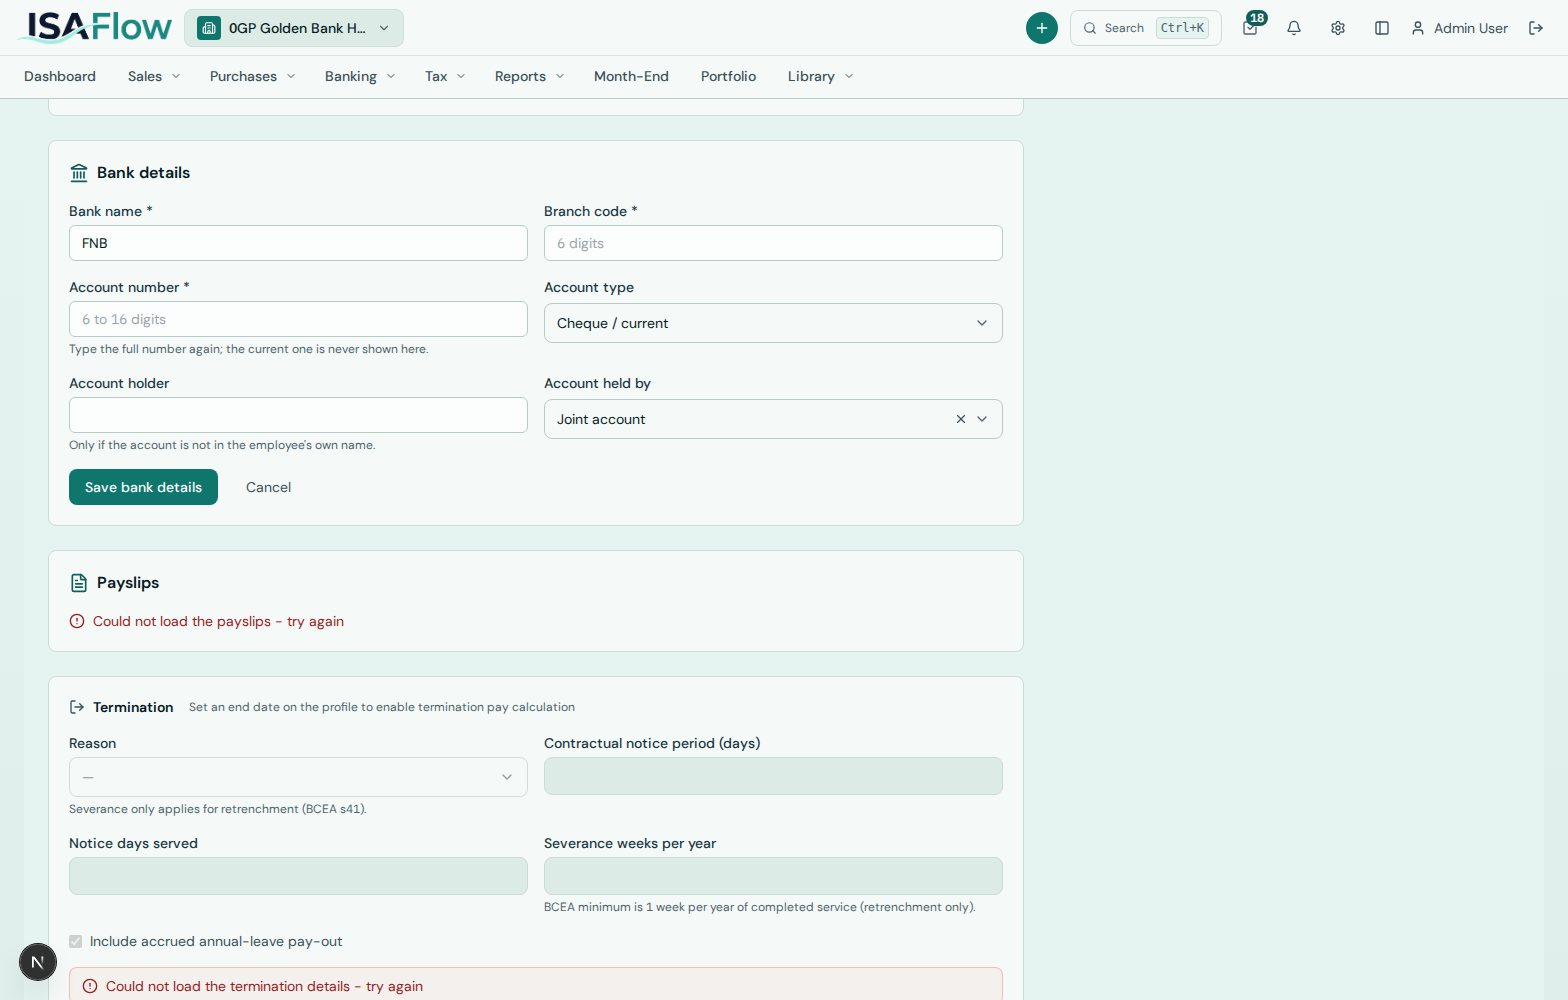 ISAFlow
0GP Golden Bank H...
Search Ctrl+K
18
Admin User
Dashboard
Sales
Purchases
Banking
Tax
Reports
Month-End
Portfolio
Library
Bank details
Bank name *
Branch code *
FNB
6 digits
Account number *
Account type
6 to 16 digits
Cheque / current
Type the full number again; the current one is never shown here.
Account holder
Account held by
Joint account
Only if the account is not in the employee's own name.
Save bank details
Cancel
Payslips
Could not load the payslips - try again
Termination
Set an end date on the profile to enable termination pay calculation
Reason
Contractual notice period (days)
—
Severance only applies for retrenchment (BCEA s41).
Notice days served
Severance weeks per year
BCEA minimum is 1 week per year of completed service (retrenchment only).
Include accrued annual-leave pay-out
N
Could not load the termination details - try again